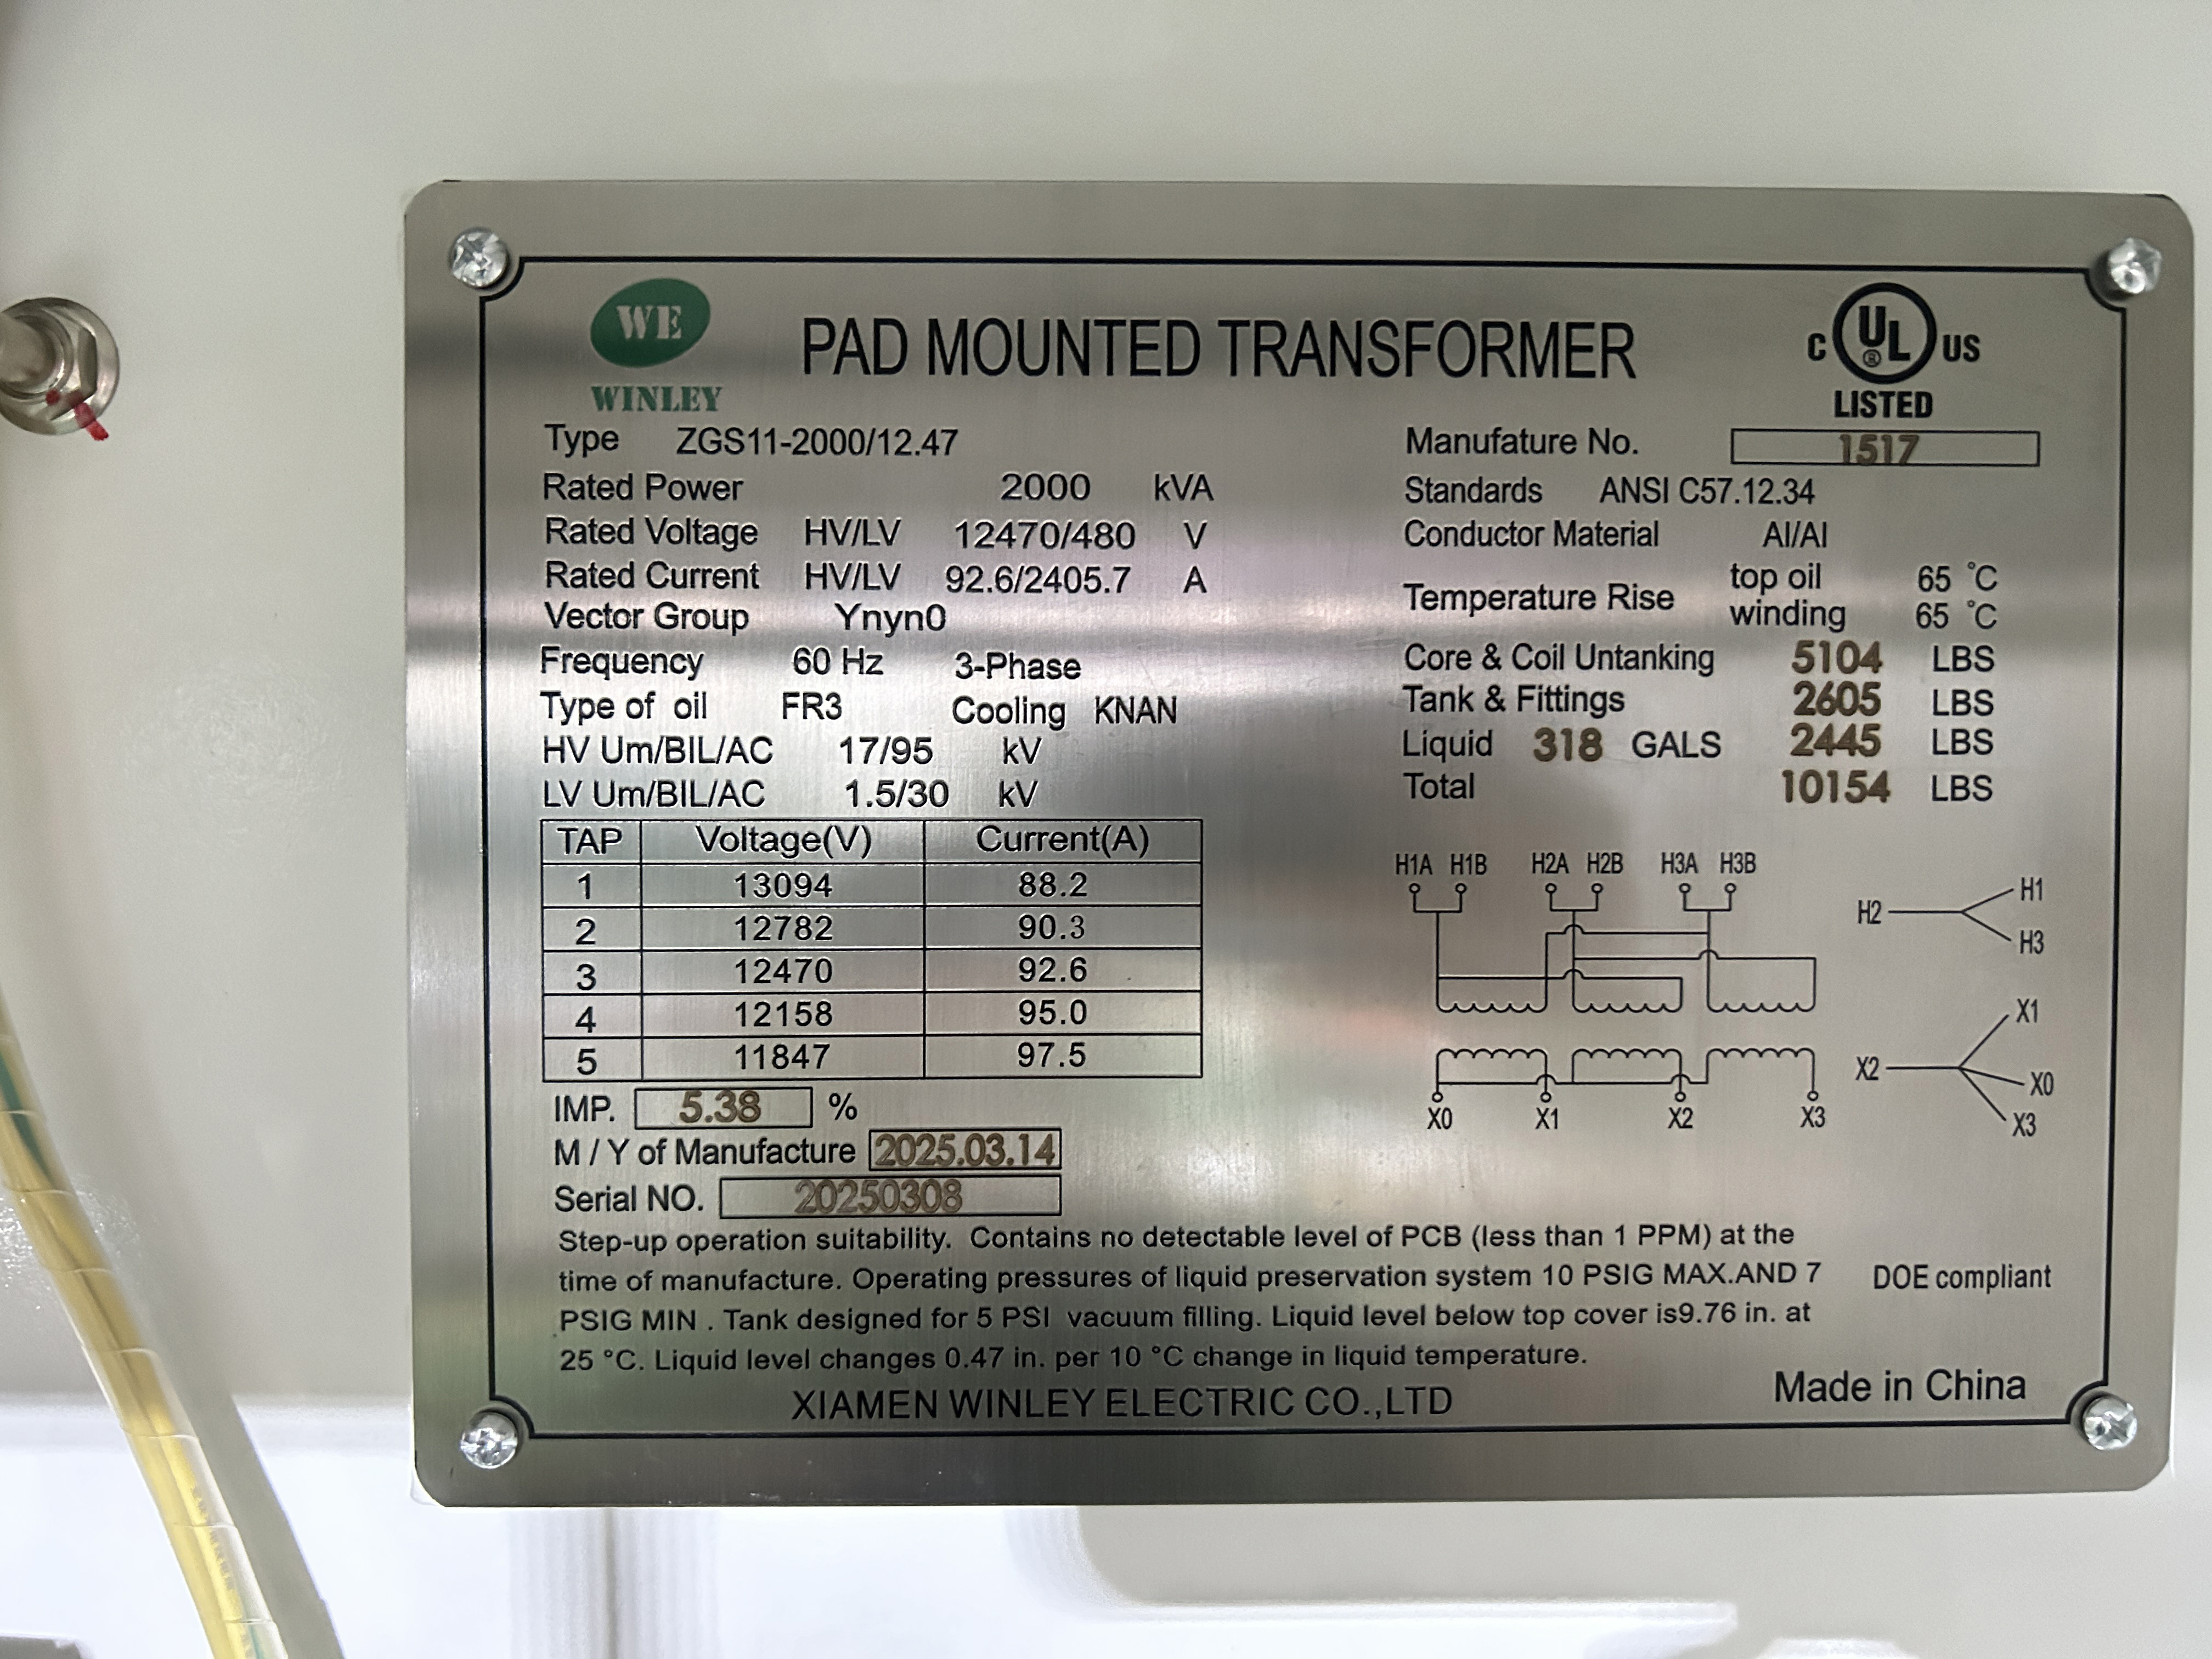 WE
WINLEY
PAD MOUNTED TRANSFORMER
C UL ® US
LISTED
Type ZGS11-2000/12.47
Rated Power 2000 kVA
Rated Voltage HV/LV 12470/480 V
Rated Current HV/LV 92.6/2405.7 A
Vector Group Ynyn0
Frequency 60 Hz 3-Phase
Type of oil FR3 Cooling KNAN
HV Um/BIL/AC 17/95 kV
LV Um/BIL/AC 1.5/30 kV
TAP Voltage(V) Current(A)
1 13094 88.2
2 12782 90.3
3 12470 92.6
4 12158 95.0
5 11847 97.5
IMP. 5.38 %
M / Y of Manufacture 2025.03.14
Serial NO. 20250308
Manufature No. 1517
Standards ANSI C57.12.34
Conductor Material Al/Al
Temperature Rise top oil 65 °C
winding 65 °C
Core & Coil Untanking 5104 LBS
Tank & Fittings 2605 LBS
Liquid 318 GALS 2445 LBS
Total 10154 LBS
H1A H1B H2A H2B H3A H3B
H1
H2
H3
X1
X2
X0
X3
X0 X1 X2 X3
Step-up operation suitability. Contains no detectable level of PCB (less than 1 PPM) at the
time of manufacture. Operating pressures of liquid preservation system 10 PSIG MAX.AND 7
PSIG MIN . Tank designed for 5 PSI vacuum filling. Liquid level below top cover is9.76 in. at
25 °C. Liquid level changes 0.47 in. per 10 °C change in liquid temperature.
DOE compliant
XIAMEN WINLEY ELECTRIC CO.,LTD
Made in China